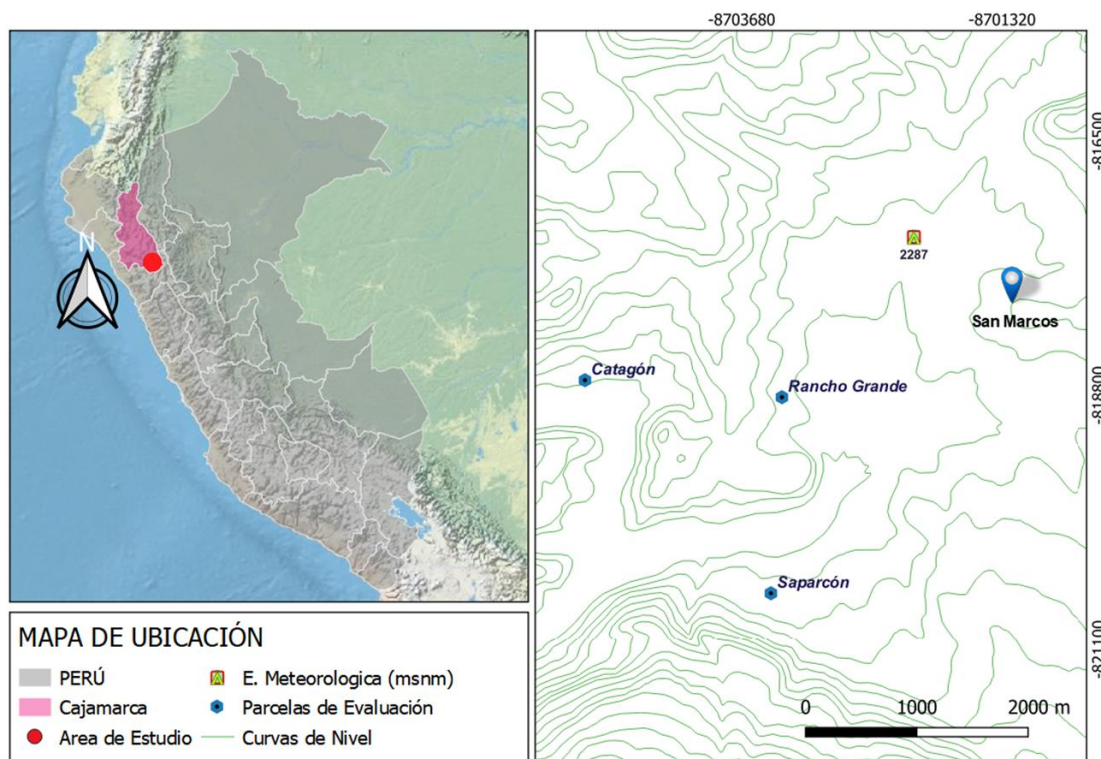 -8703680 -8701320
N
-816500
2287
San Marcos
Catagón
Rancho Grande
-818800
Saparcón
-821100
0 1000 2000 m
MAPA DE UBICACIÓN
PERÚ
Cajamarca
Area de Estudio
E. Meteorologica (msnm)
Parcelas de Evaluación
Curvas de Nivel